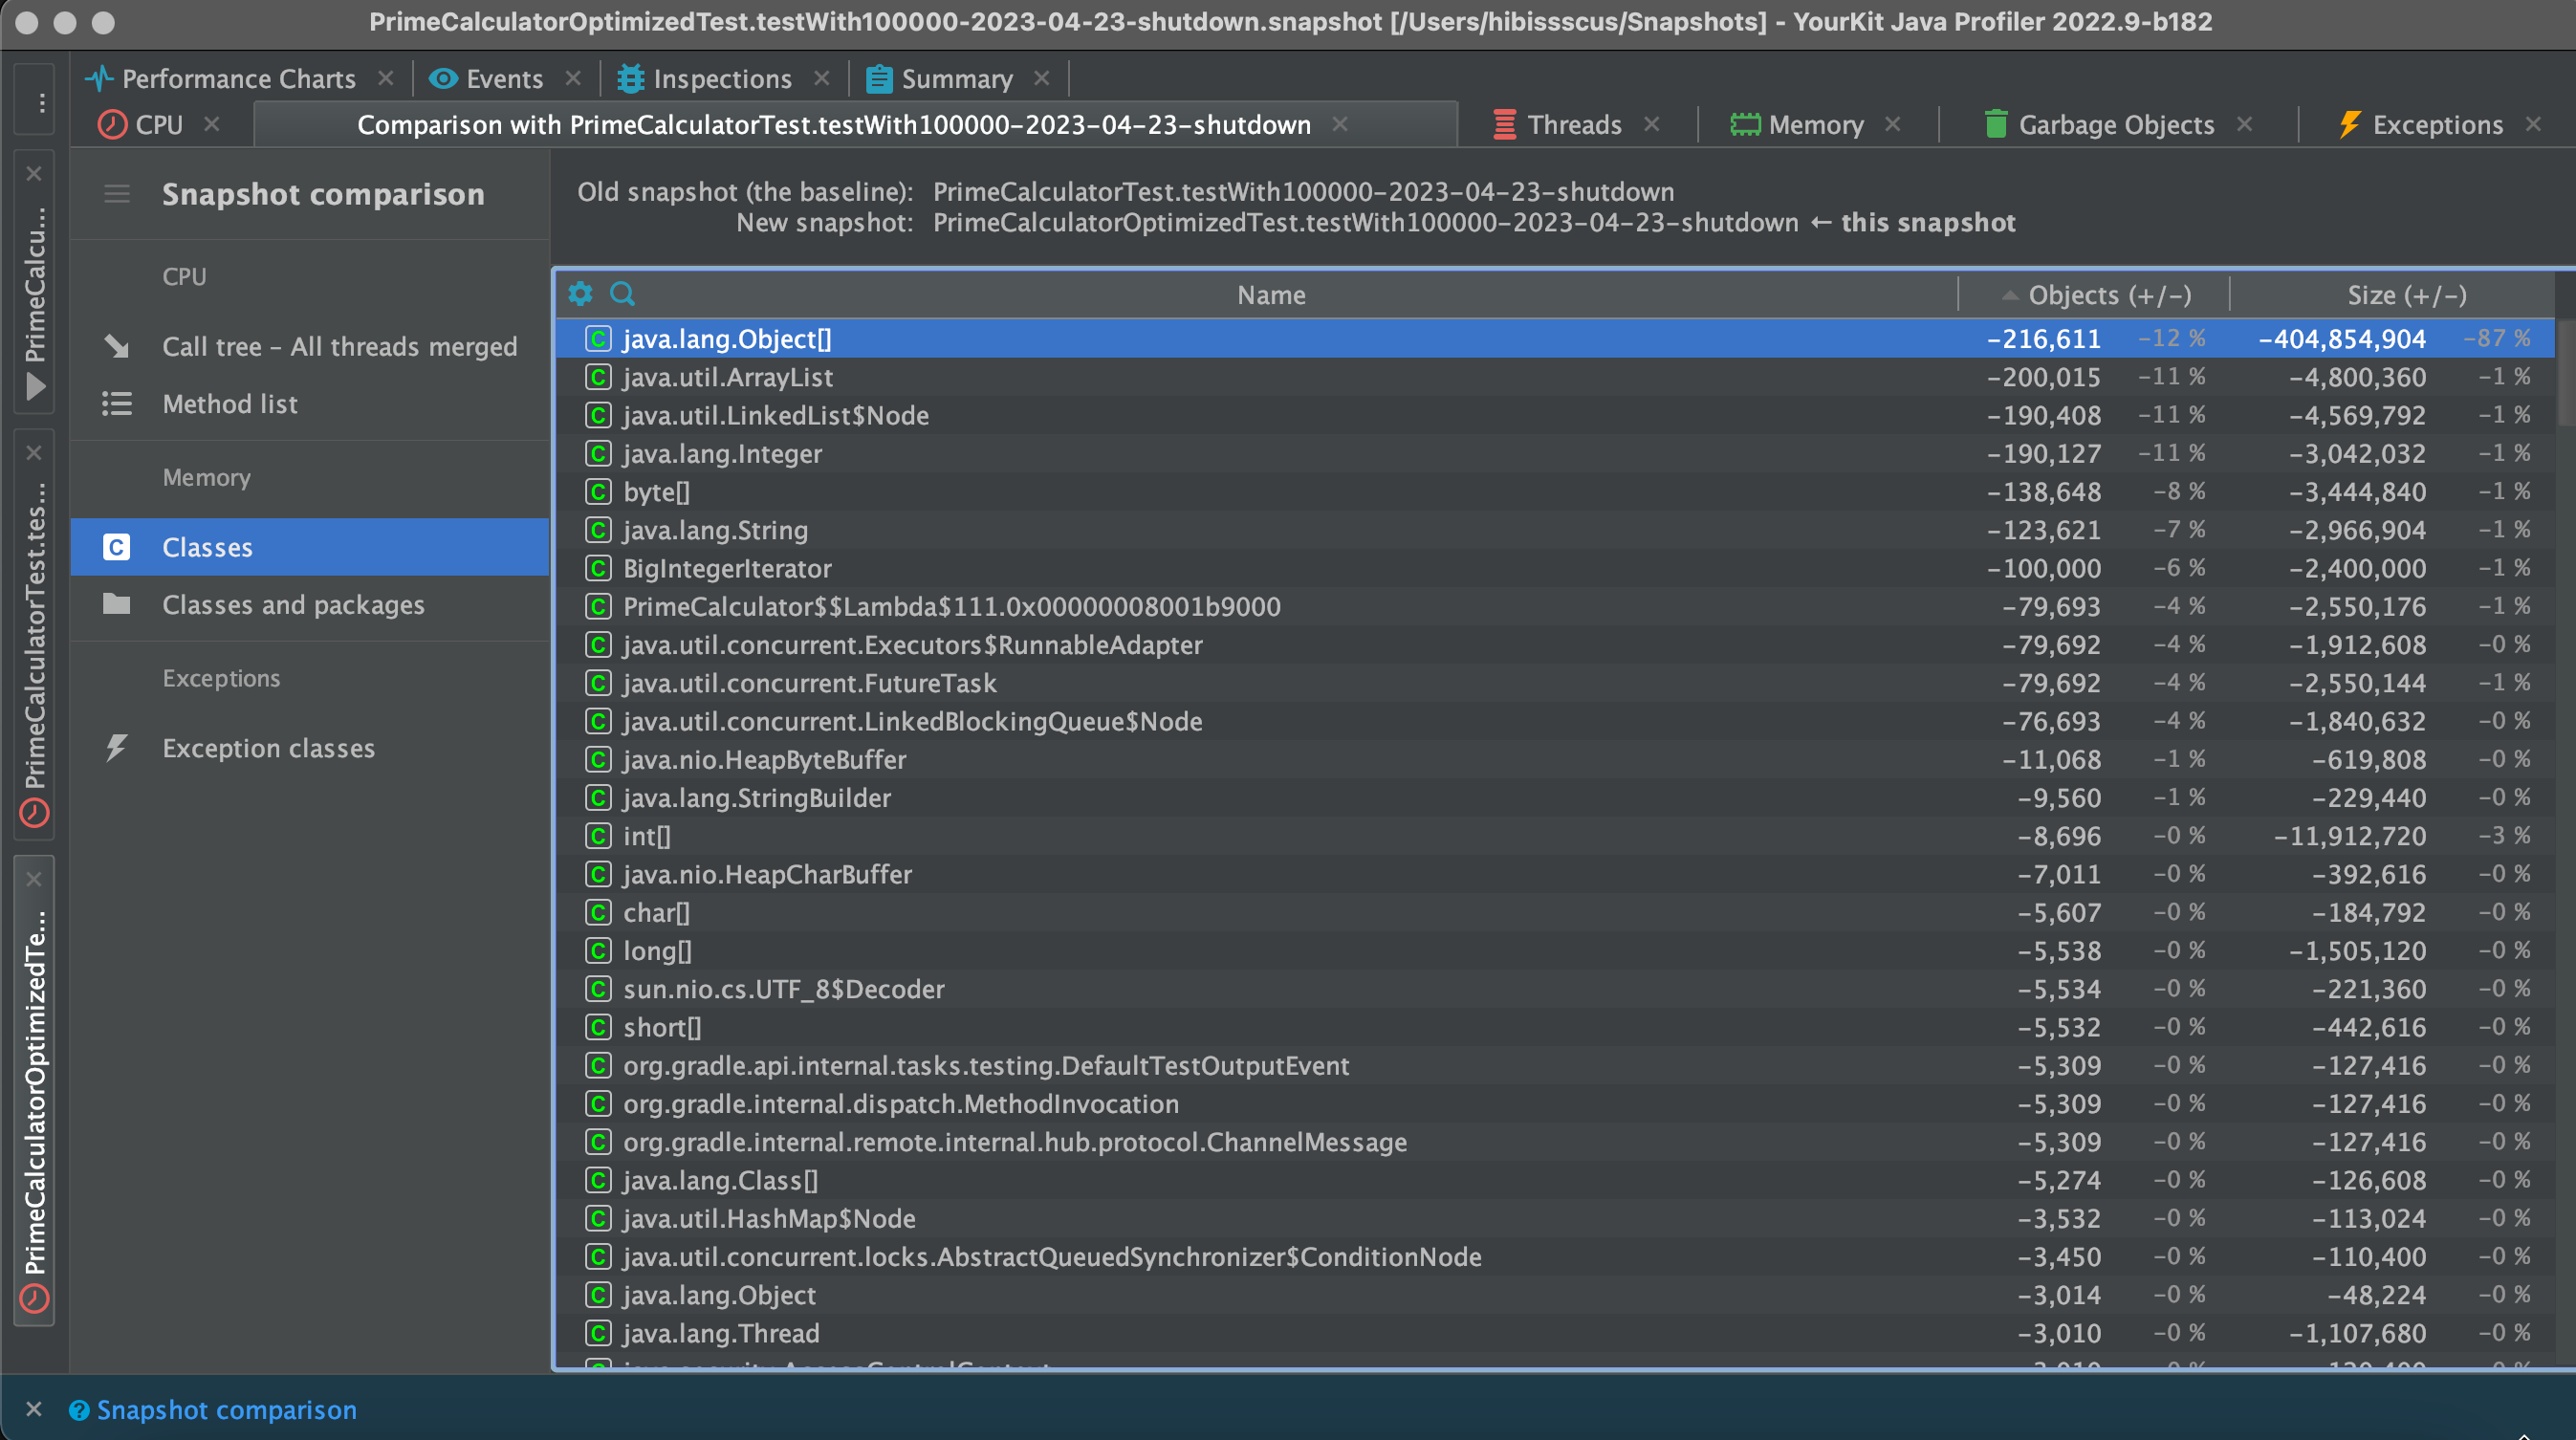 PrimeCalculatorOptimizedTest.testWith100000-2023-04-23-shutdown.snapshot [/Users/hibissscus/Snapshots] - YourKit Java Profiler 2022.9-b182
Performance Charts
Events
Inspections
Summary
CPU
Comparison with PrimeCalculatorTest.testWith100000-2023-04-23-shutdown
Threads
Memory
Garbage Objects
Exceptions
PrimeCalcu...
PrimeCalculatorTest.tes...
PrimeCalculatorOptimizedTe...
Snapshot comparison
CPU
Call tree – All threads merged
Method list
Memory
Classes
Classes and packages
Exceptions
Exception classes
Old snapshot (the baseline): PrimeCalculatorTest.testWith100000-2023-04-23-shutdown
New snapshot: PrimeCalculatorOptimizedTest.testWith100000-2023-04-23-shutdown ← this snapshot
Name Objects (+/-) Size (+/-)
java.lang.Object[] -216,611 -12 % -404,854,904 -87 %
java.util.ArrayList -200,015 -11 % -4,800,360 -1 %
java.util.LinkedList$Node -190,408 -11 % -4,569,792 -1 %
java.lang.Integer -190,127 -11 % -3,042,032 -1 %
byte[] -138,648 -8 % -3,444,840 -1 %
java.lang.String -123,621 -7 % -2,966,904 -1 %
BigIntegerIterator -100,000 -6 % -2,400,000 -1 %
PrimeCalculator$$Lambda$111.0x00000008001b9000 -79,693 -4 % -2,550,176 -1 %
java.util.concurrent.Executors$RunnableAdapter -79,692 -4 % -1,912,608 -0 %
java.util.concurrent.FutureTask -79,692 -4 % -2,550,144 -1 %
java.util.concurrent.LinkedBlockingQueue$Node -76,693 -4 % -1,840,632 -0 %
java.nio.HeapByteBuffer -11,068 -1 % -619,808 -0 %
java.lang.StringBuilder -9,560 -1 % -229,440 -0 %
int[] -8,696 -0 % -11,912,720 -3 %
java.nio.HeapCharBuffer -7,011 -0 % -392,616 -0 %
char[] -5,607 -0 % -184,792 -0 %
long[] -5,538 -0 % -1,505,120 -0 %
sun.nio.cs.UTF_8$Decoder -5,534 -0 % -221,360 -0 %
short[] -5,532 -0 % -442,616 -0 %
org.gradle.api.internal.tasks.testing.DefaultTestOutputEvent -5,309 -0 % -127,416 -0 %
org.gradle.internal.dispatch.MethodInvocation -5,309 -0 % -127,416 -0 %
org.gradle.internal.remote.internal.hub.protocol.ChannelMessage -5,309 -0 % -127,416 -0 %
java.lang.Class[] -5,274 -0 % -126,608 -0 %
java.util.HashMap$Node -3,532 -0 % -113,024 -0 %
java.util.concurrent.locks.AbstractQueuedSynchronizer$ConditionNode -3,450 -0 % -110,400 -0 %
java.lang.Object -3,014 -0 % -48,224 -0 %
java.lang.Thread -3,010 -0 % -1,107,680 -0 %
Snapshot comparison